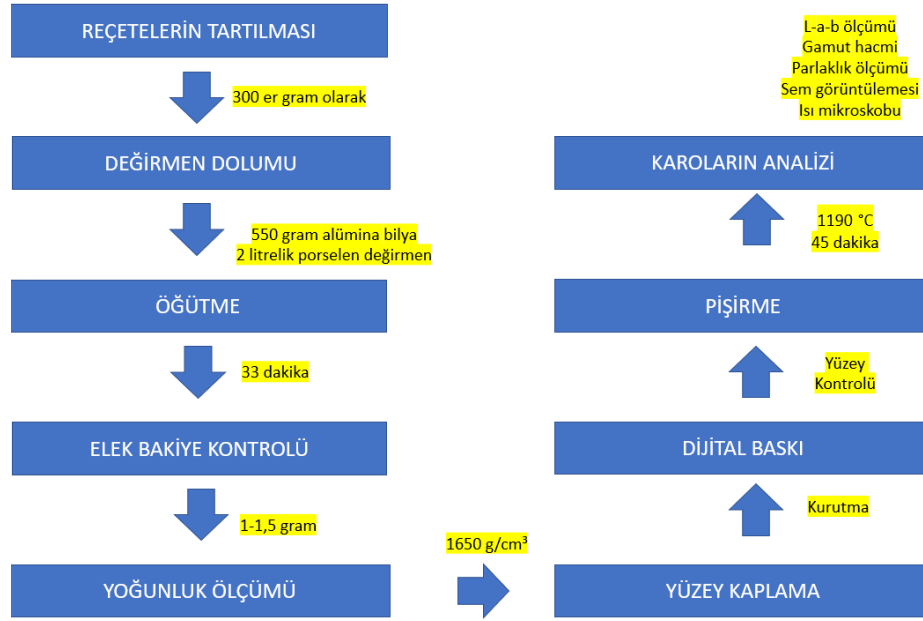 REÇETELERİN TARTILMASI
300 er gram olarak
DEĞİRMEN DOLUMU
550 gram alümina bilya
2 litrelik porselen değirmen
ÖĞÜTME
33 dakika
ELEK BAKİYE KONTROLÜ
1-1,5 gram
YOĞUNLUK ÖLÇÜMÜ
1650 g/cm³
YÜZEY KAPLAMA
Kurutma
DİJİTAL BASKI
Yüzey
Kontrolü
PİŞİRME
1190 °C
45 dakika
KAROLARIN ANALİZİ
L-a-b ölçümü
Gamut hacmi
Parlaklık ölçümü
Sem görüntülemesi
Isı mikroskobu